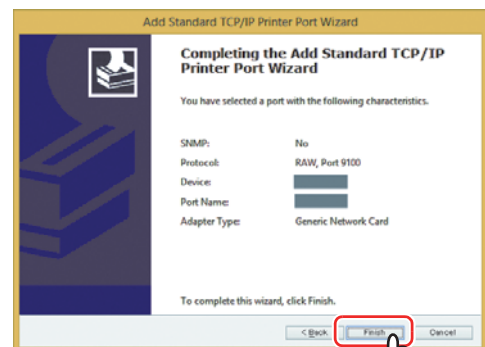 Add Standard TCP/IP Printer Port Wizard
Completing the Add Standard TCP/IP
Printer Port Wizard
You have selected a port with the following characteristics.
SNMP: No
Protocol: RAW, Port 9100
Device:
Port Name:
Adapter Type: Generic Network Card
To complete this wizard, click Finish.
< Back Finish Cancel